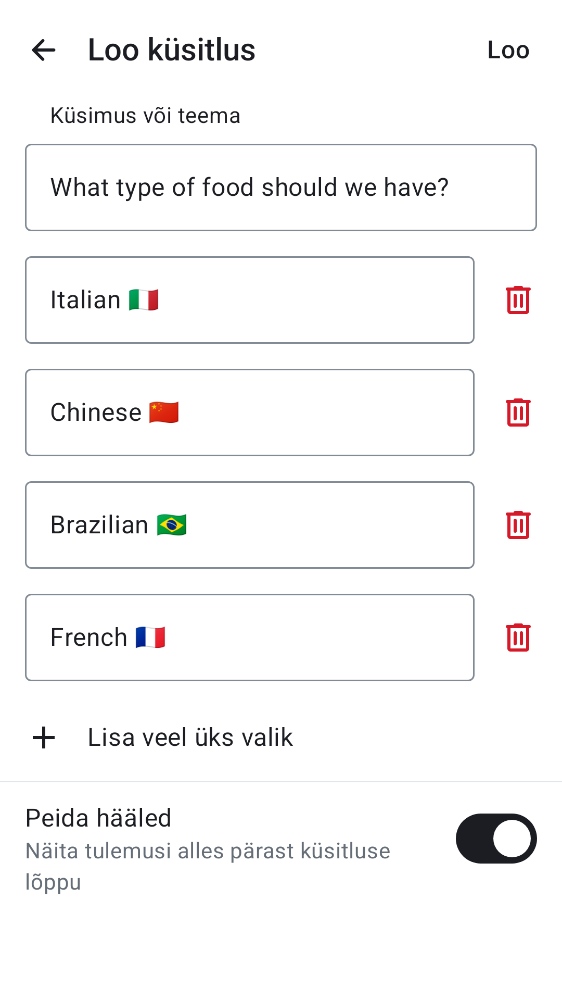 Loo küsitlus
Loo
Küsimus või teema
What type of food should we have?
Italian 🇮🇹
Chinese 🇨🇳
Brazilian 🇧🇷
French 🇫🇷
Lisa veel üks valik
Peida hääled
Näita tulemusi alles pärast küsitluse
lõppu